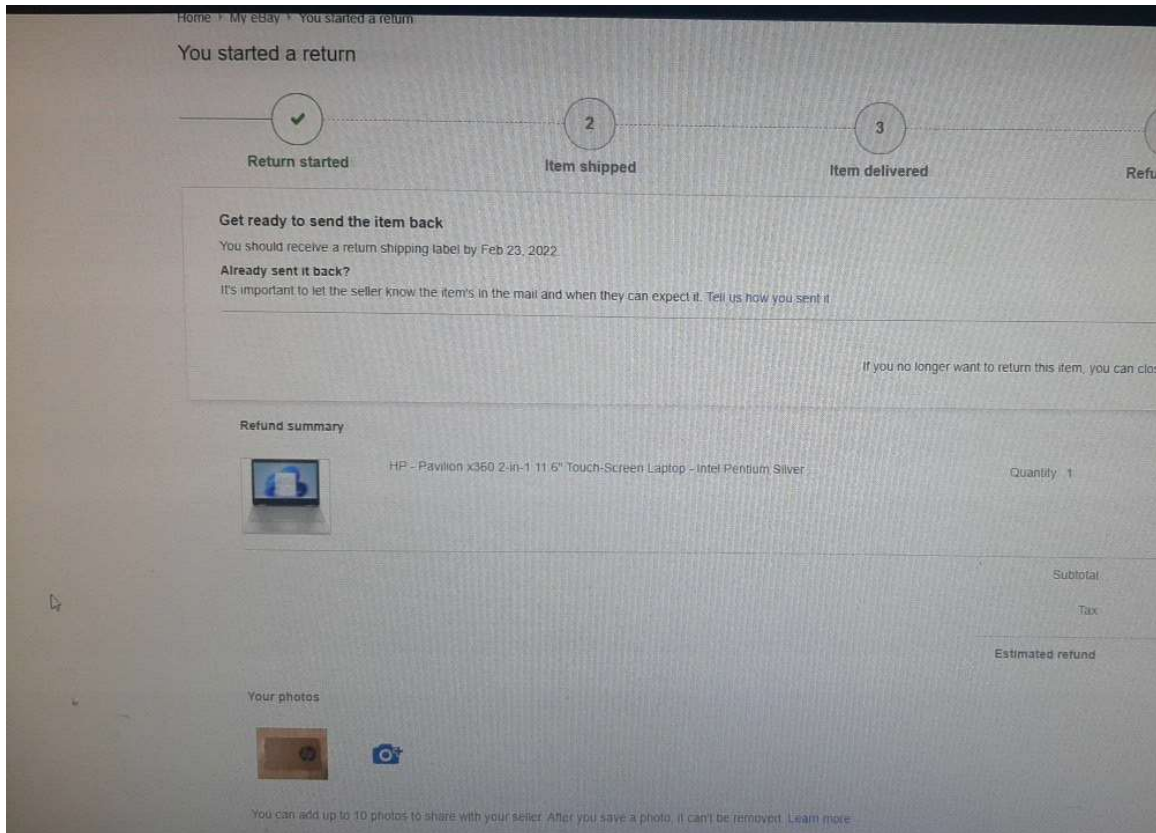 Home › My eBay › You started a return
You started a return
2
3
Return started
Item shipped
Item delivered
Refu
Get ready to send the item back
You should receive a return shipping label by Feb 23, 2022.
Already sent it back?
It's important to let the seller know the item's in the mail and when they can expect it. Tell us how you sent it
If you no longer want to return this item, you can clos
Refund summary
HP - Pavilion x360 2-in-1 11.6" Touch-Screen Laptop - Intel Pentium Silver ...
Quantity 1
Subtotal
Tax
Estimated refund
Your photos
You can add up to 10 photos to share with your seller. After you save a photo, it can't be removed. Learn more